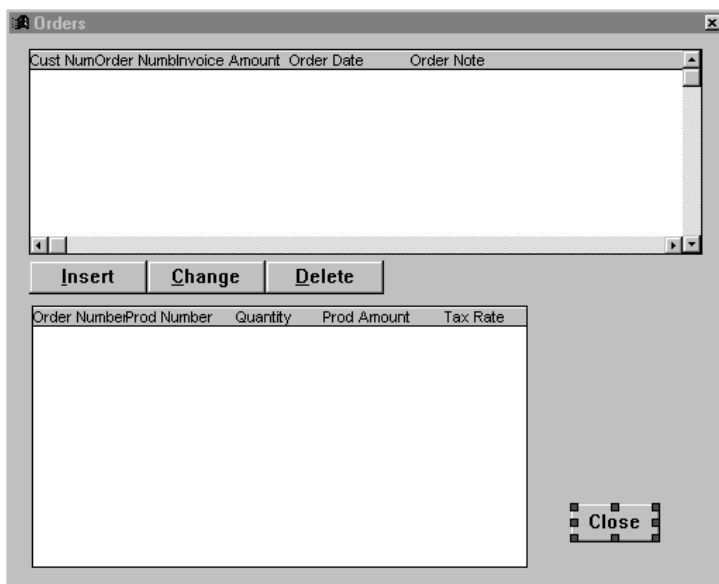 Orders
Cust NumOrder NumbInvoice Amount Order Date Order Note
Insert Change Delete
Order NumberProd Number Quantity Prod Amount Tax Rate
Close